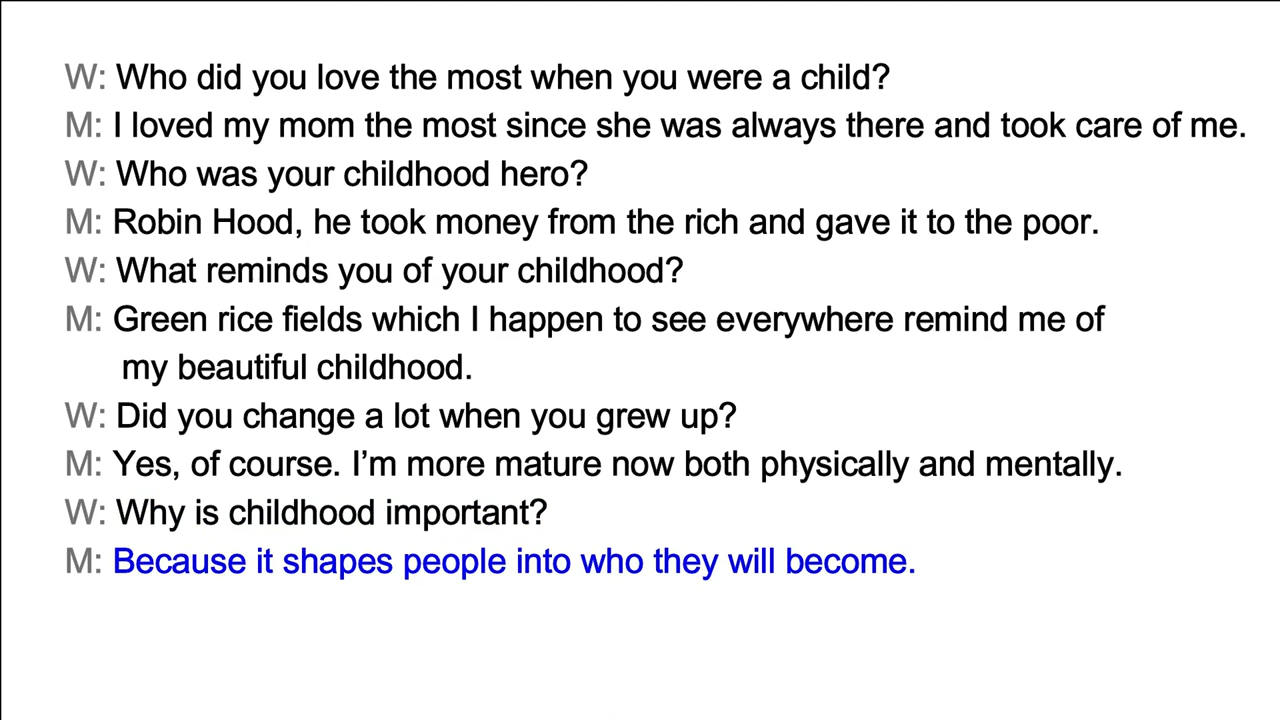 W: Who did you love the most when you were a child?
M: I loved my mom the most since she was always there and took care of me.
W: Who was your childhood hero?
M: Robin Hood, he took money from the rich and gave it to the poor.
W: What reminds you of your childhood?
M: Green rice fields which I happen to see everywhere remind me of
my beautiful childhood.
W: Did you change a lot when you grew up?
M: Yes, of course. I’m more mature now both physically and mentally.
W: Why is childhood important?
M: Because it shapes people into who they will become.